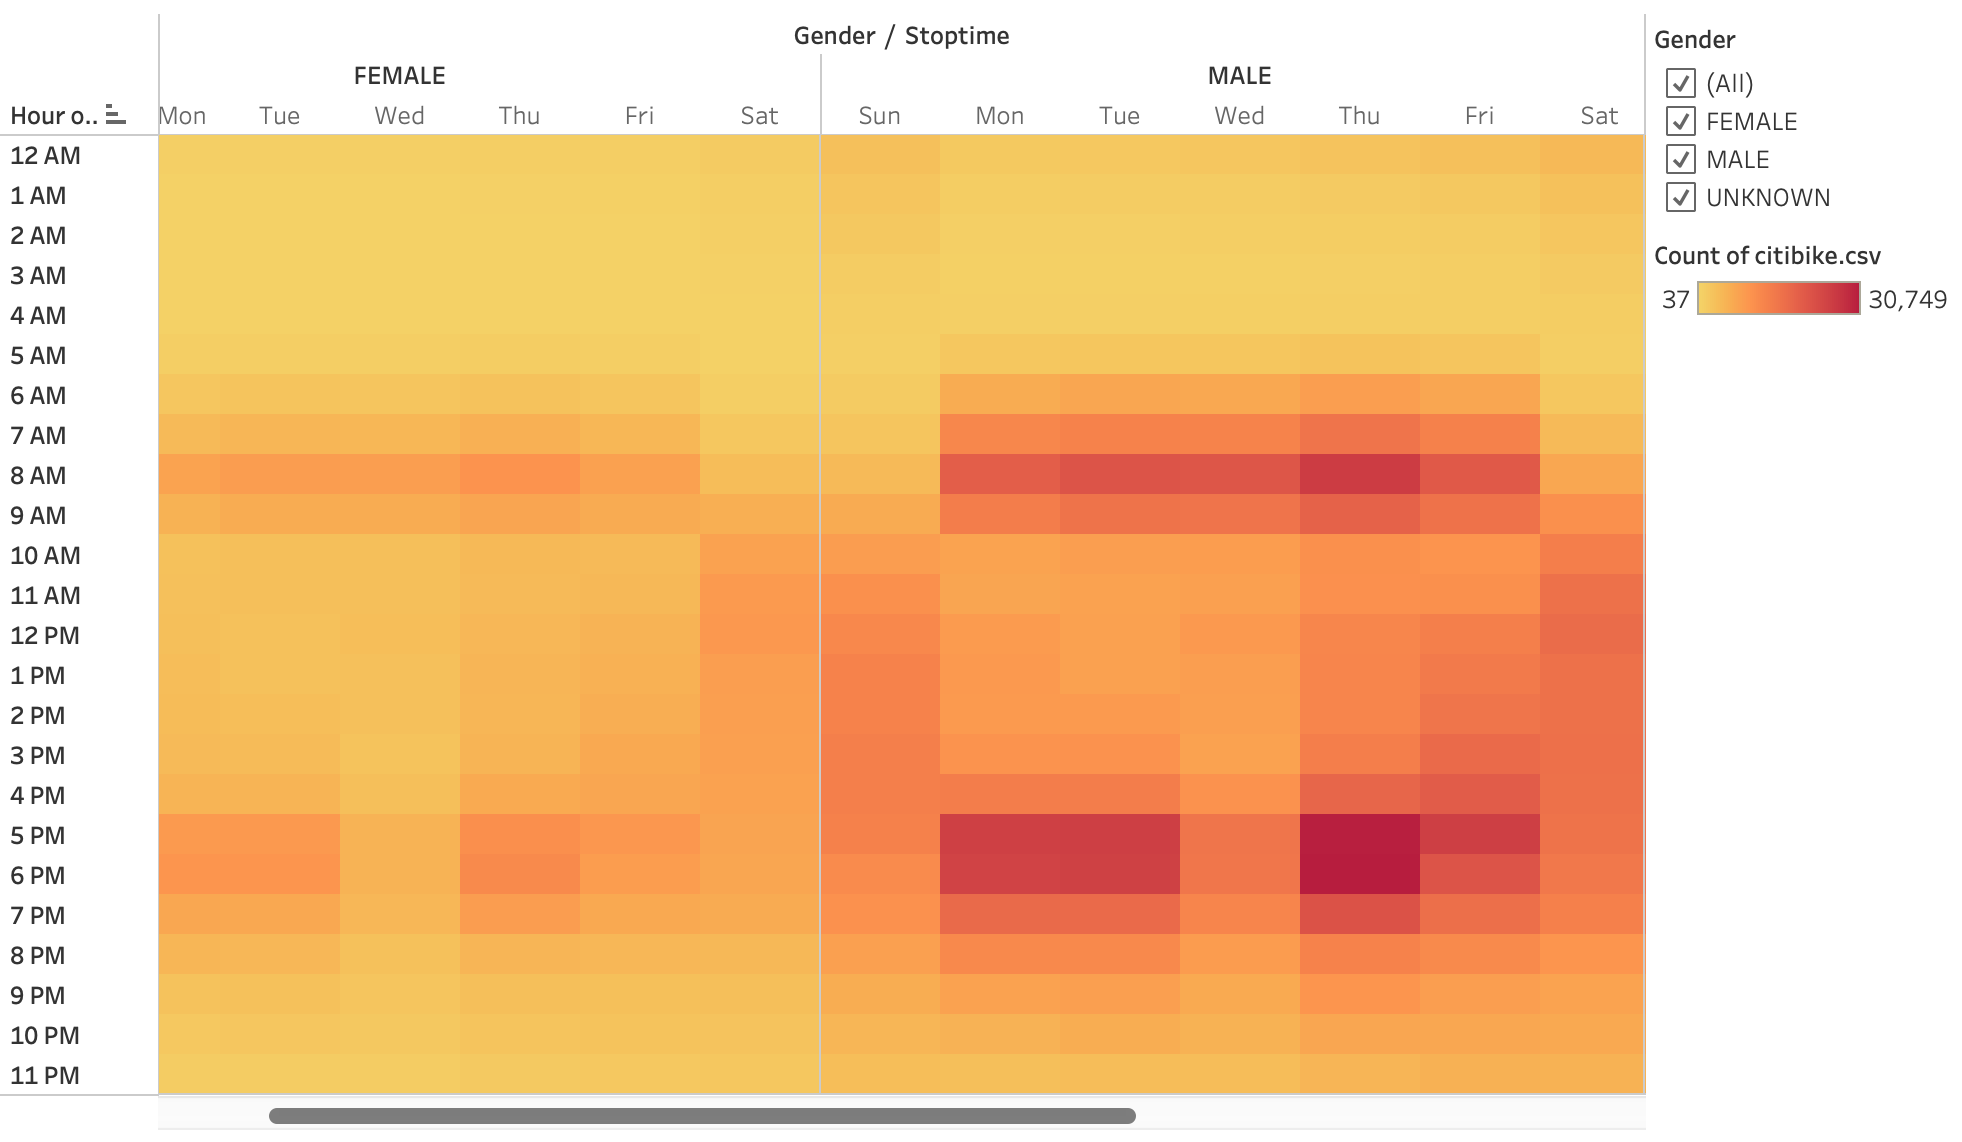 Gender / Stoptime
FEMALE MALE
Hour o.. Mon Tue Wed Thu Fri Sat Sun Mon Tue Wed Thu Fri Sat
12 AM
1 AM
2 AM
3 AM
4 AM
5 AM
6 AM
7 AM
8 AM
9 AM
10 AM
11 AM
12 PM
1 PM
2 PM
3 PM
4 PM
5 PM
6 PM
7 PM
8 PM
9 PM
10 PM
11 PM
Gender
(All)
FEMALE
MALE
UNKNOWN
Count of citibike.csv
37 30,749